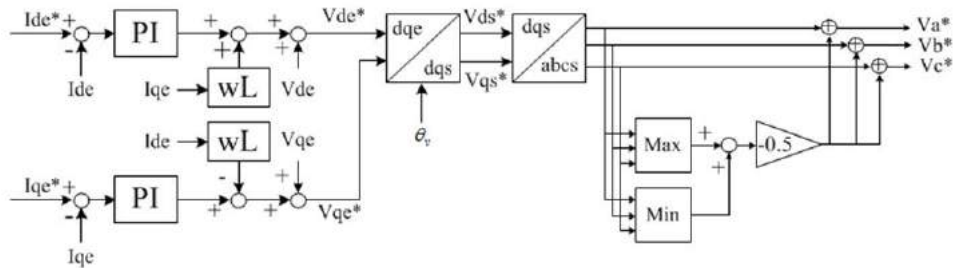 Ide* + - PI + + + + Vde*
Ide
Iqe wL Vde
dqe
dqs
θv
Vds*
Vqs*
dqs
abcs
Va*
Vb*
Vc*
Max + + -0.5
Min
Ide wL Vqe
-
Iqe* + - PI + + + + Vqe*
Iqe